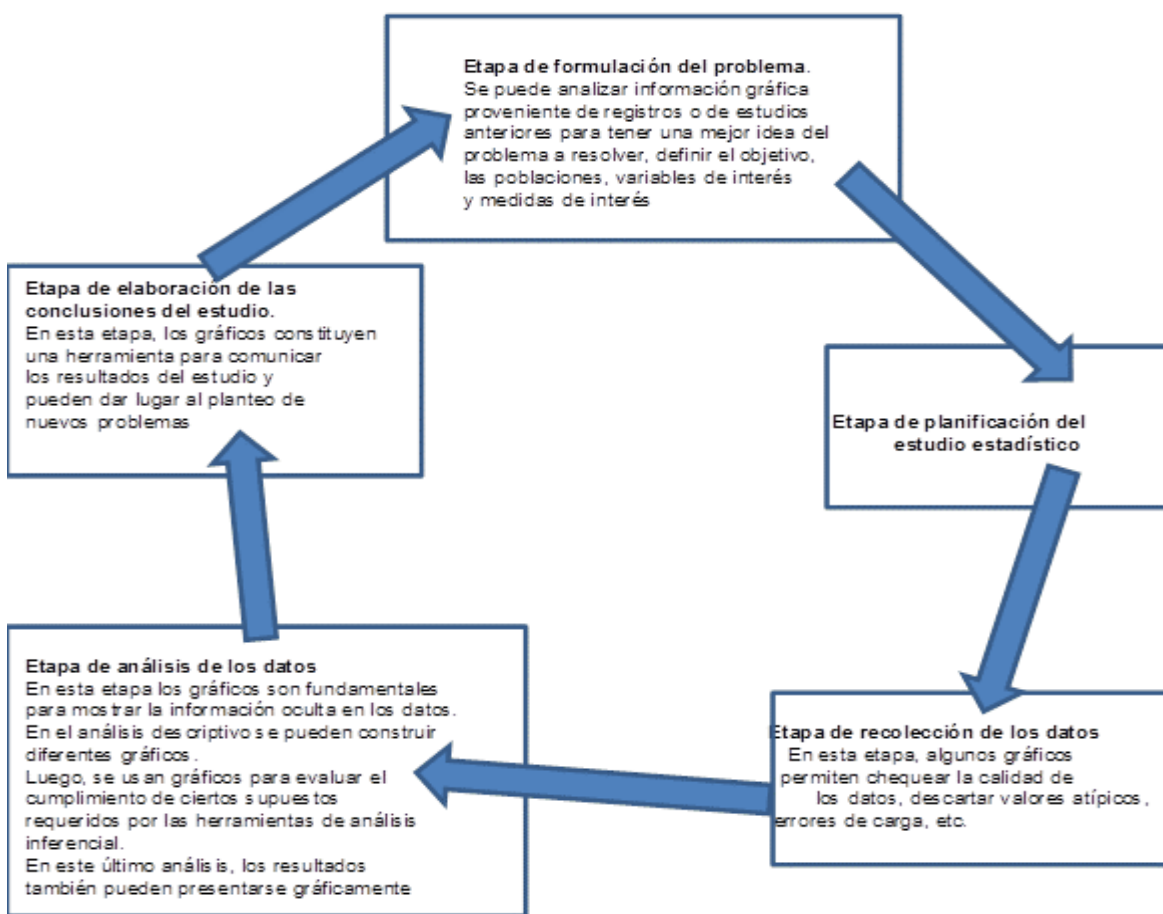 Etapa de formulación del problema.
Se puede analizar información gráfica
proveniente de registros o de estudios
anteriores para tener una mejor idea del
problema a resolver, definir el objetivo,
las poblaciones, variables de interés
y medidas de interés
Etapa de planificación del
estudio estadístico
Etapa de recolección de los datos
En esta etapa, algunos gráficos
permiten chequear la calidad de
los datos, descartar valores atípicos,
errores de carga, etc.
Etapa de análisis de los datos
En esta etapa los gráficos son fundamentales
para mostrar la información oculta en los datos.
En el análisis descriptivo se pueden construir
diferentes gráficos.
Luego, se usan gráficos para evaluar el
cumplimiento de ciertos supuestos
requeridos por las herramientas de análisis
inferencial.
En este último análisis, los resultados
también pueden presentarse gráficamente
Etapa de elaboración de las
conclusiones del estudio.
En esta etapa, los gráficos constituyen
una herramienta para comunicar
los resultados del estudio y
pueden dar lugar al planteo de
nuevos problemas